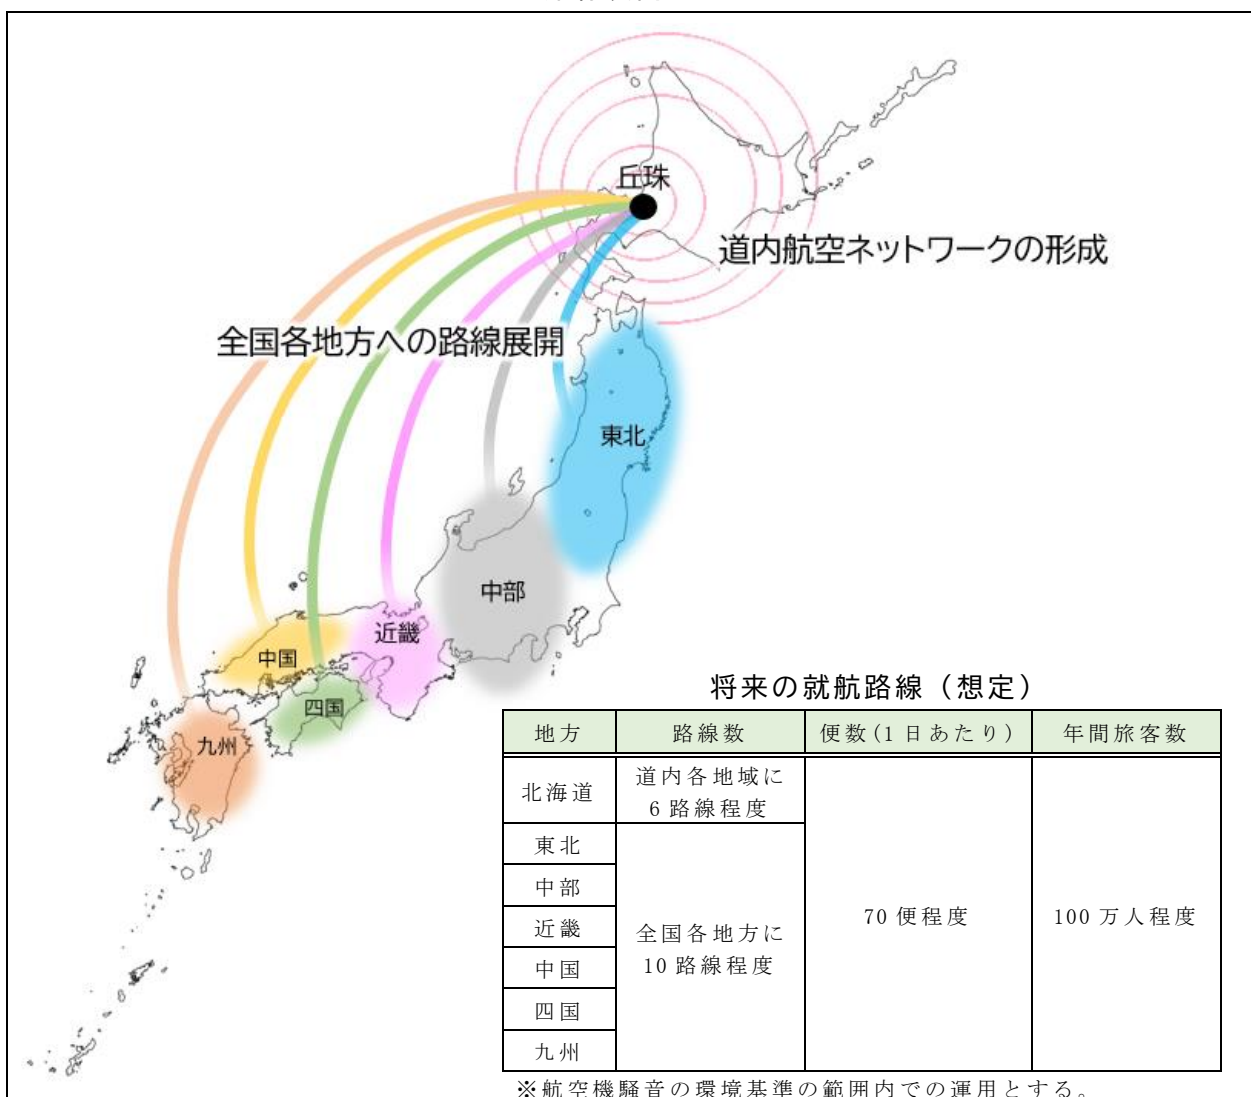 丘珠
道内航空ネットワークの形成
全国各地方への路線展開
東北
中部
近畿
中国
四国
九州
将来の就航路線（想定）
地方 路線数 便数(1日あたり) 年間旅客数
北海道 道内各地域に
6路線程度
東北
中部
近畿 全国各地方に
10路線程度 70便程度 100万人程度
中国
四国
九州
※航空機騒音の環境基準の範囲内での運用とする。